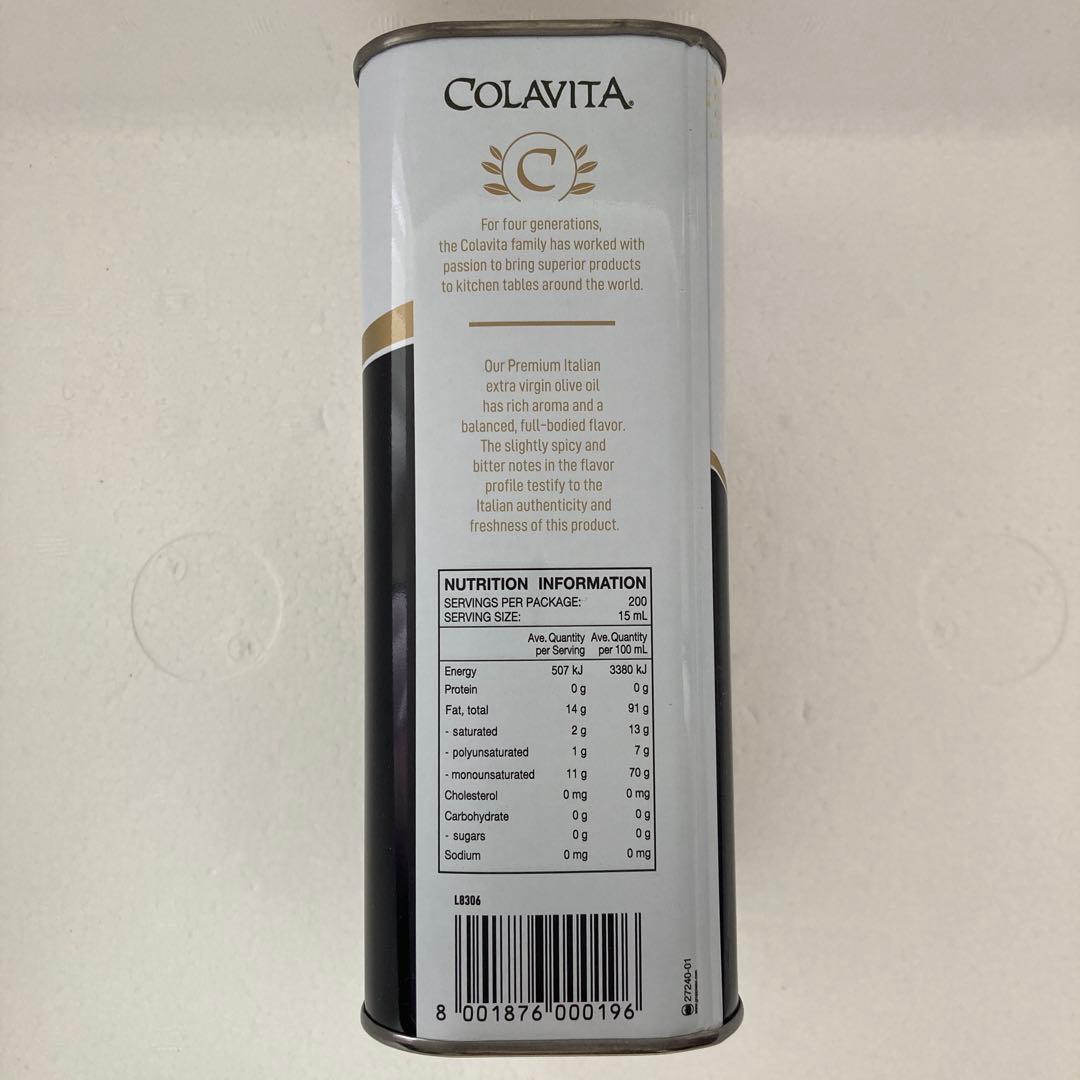 COLAVITA®
C
For four generations,
the Colavita family has worked with
passion to bring superior products
to kitchen tables around the world.
Our Premium Italian
extra virgin olive oil
has rich aroma and a
balanced, full-bodied flavor.
The slightly spicy and
bitter notes in the flavor
profile testify to the
Italian authenticity and
freshness of this product.
NUTRITION INFORMATION
SERVINGS PER PACKAGE: 200
SERVING SIZE: 15 mL
Ave. Quantity Ave. Quantity
per Serving per 100 mL
Energy 507 kJ 3380 kJ
Protein 0 g 0 g
Fat, total 14 g 91 g
- saturated 2 g 13 g
- polyunsaturated 1 g 7 g
- monounsaturated 11 g 70 g
Cholesterol 0 mg 0 mg
Carbohydrate 0 g 0 g
- sugars 0 g 0 g
Sodium 0 mg 0 mg
L8306
8 001876 000196
27240-01